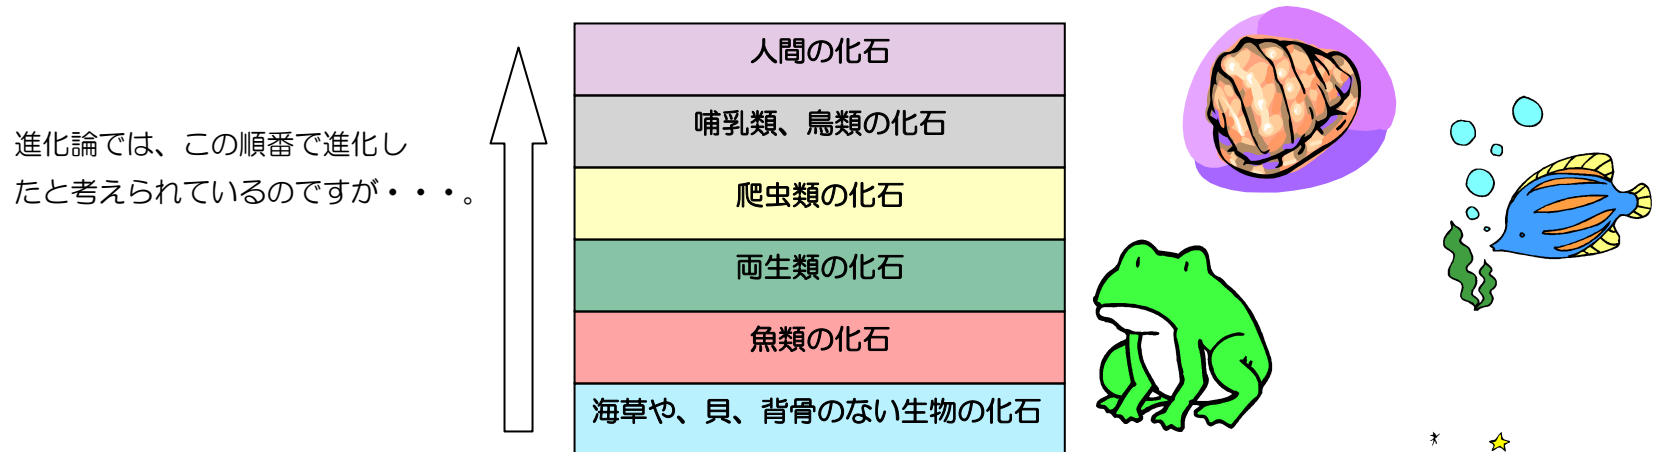 人間の化石
哺乳類、鳥類の化石
進化論では、この順番で進化し
たと考えられているのですが・・・。
爬虫類の化石
両生類の化石
魚類の化石
海草や、貝、背骨のない生物の化石